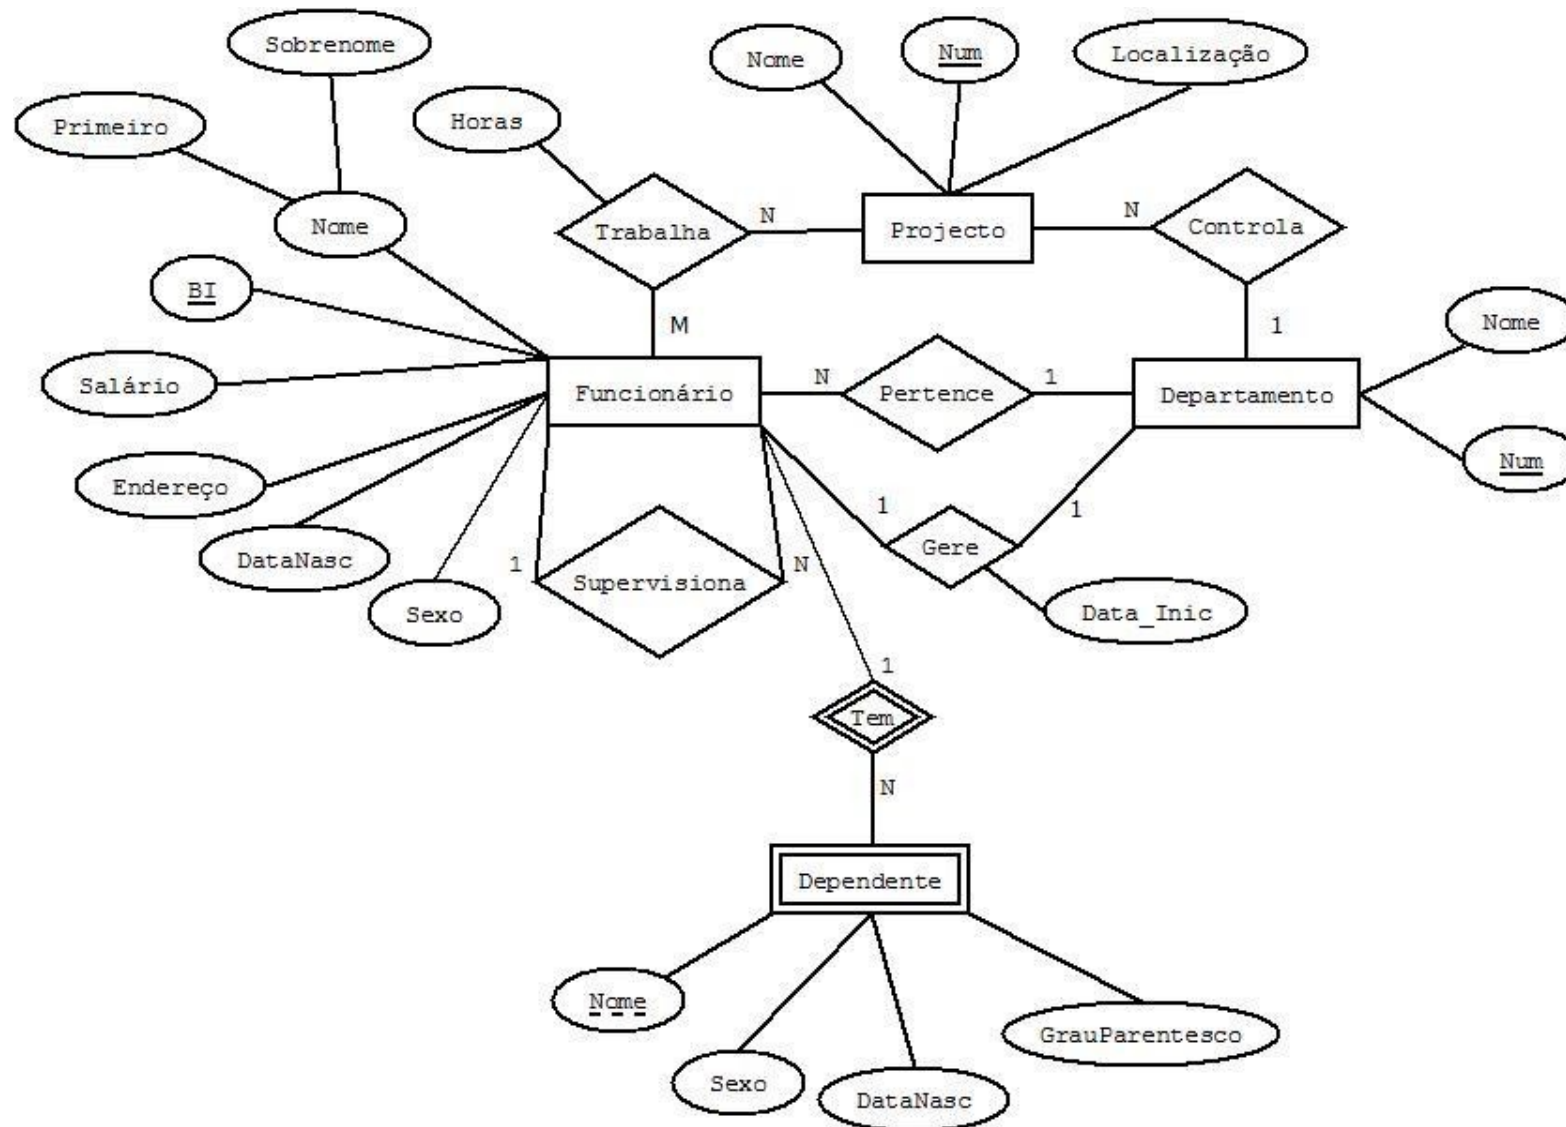 Sobrenome
Nome
Num
Localização
Primeiro
Horas
Nome
Trabalha
N
Projecto
N
Controla
BI
M
1
Nome
Salário
Funcionário
N
Pertence
1
Departamento
Endereço
Num
1
1
DataNasc
1
Supervisiona
N
Gere
Sexo
Data_Inic
1
Tem
N
Dependente
Nome
GrauParentesco
Sexo
DataNasc